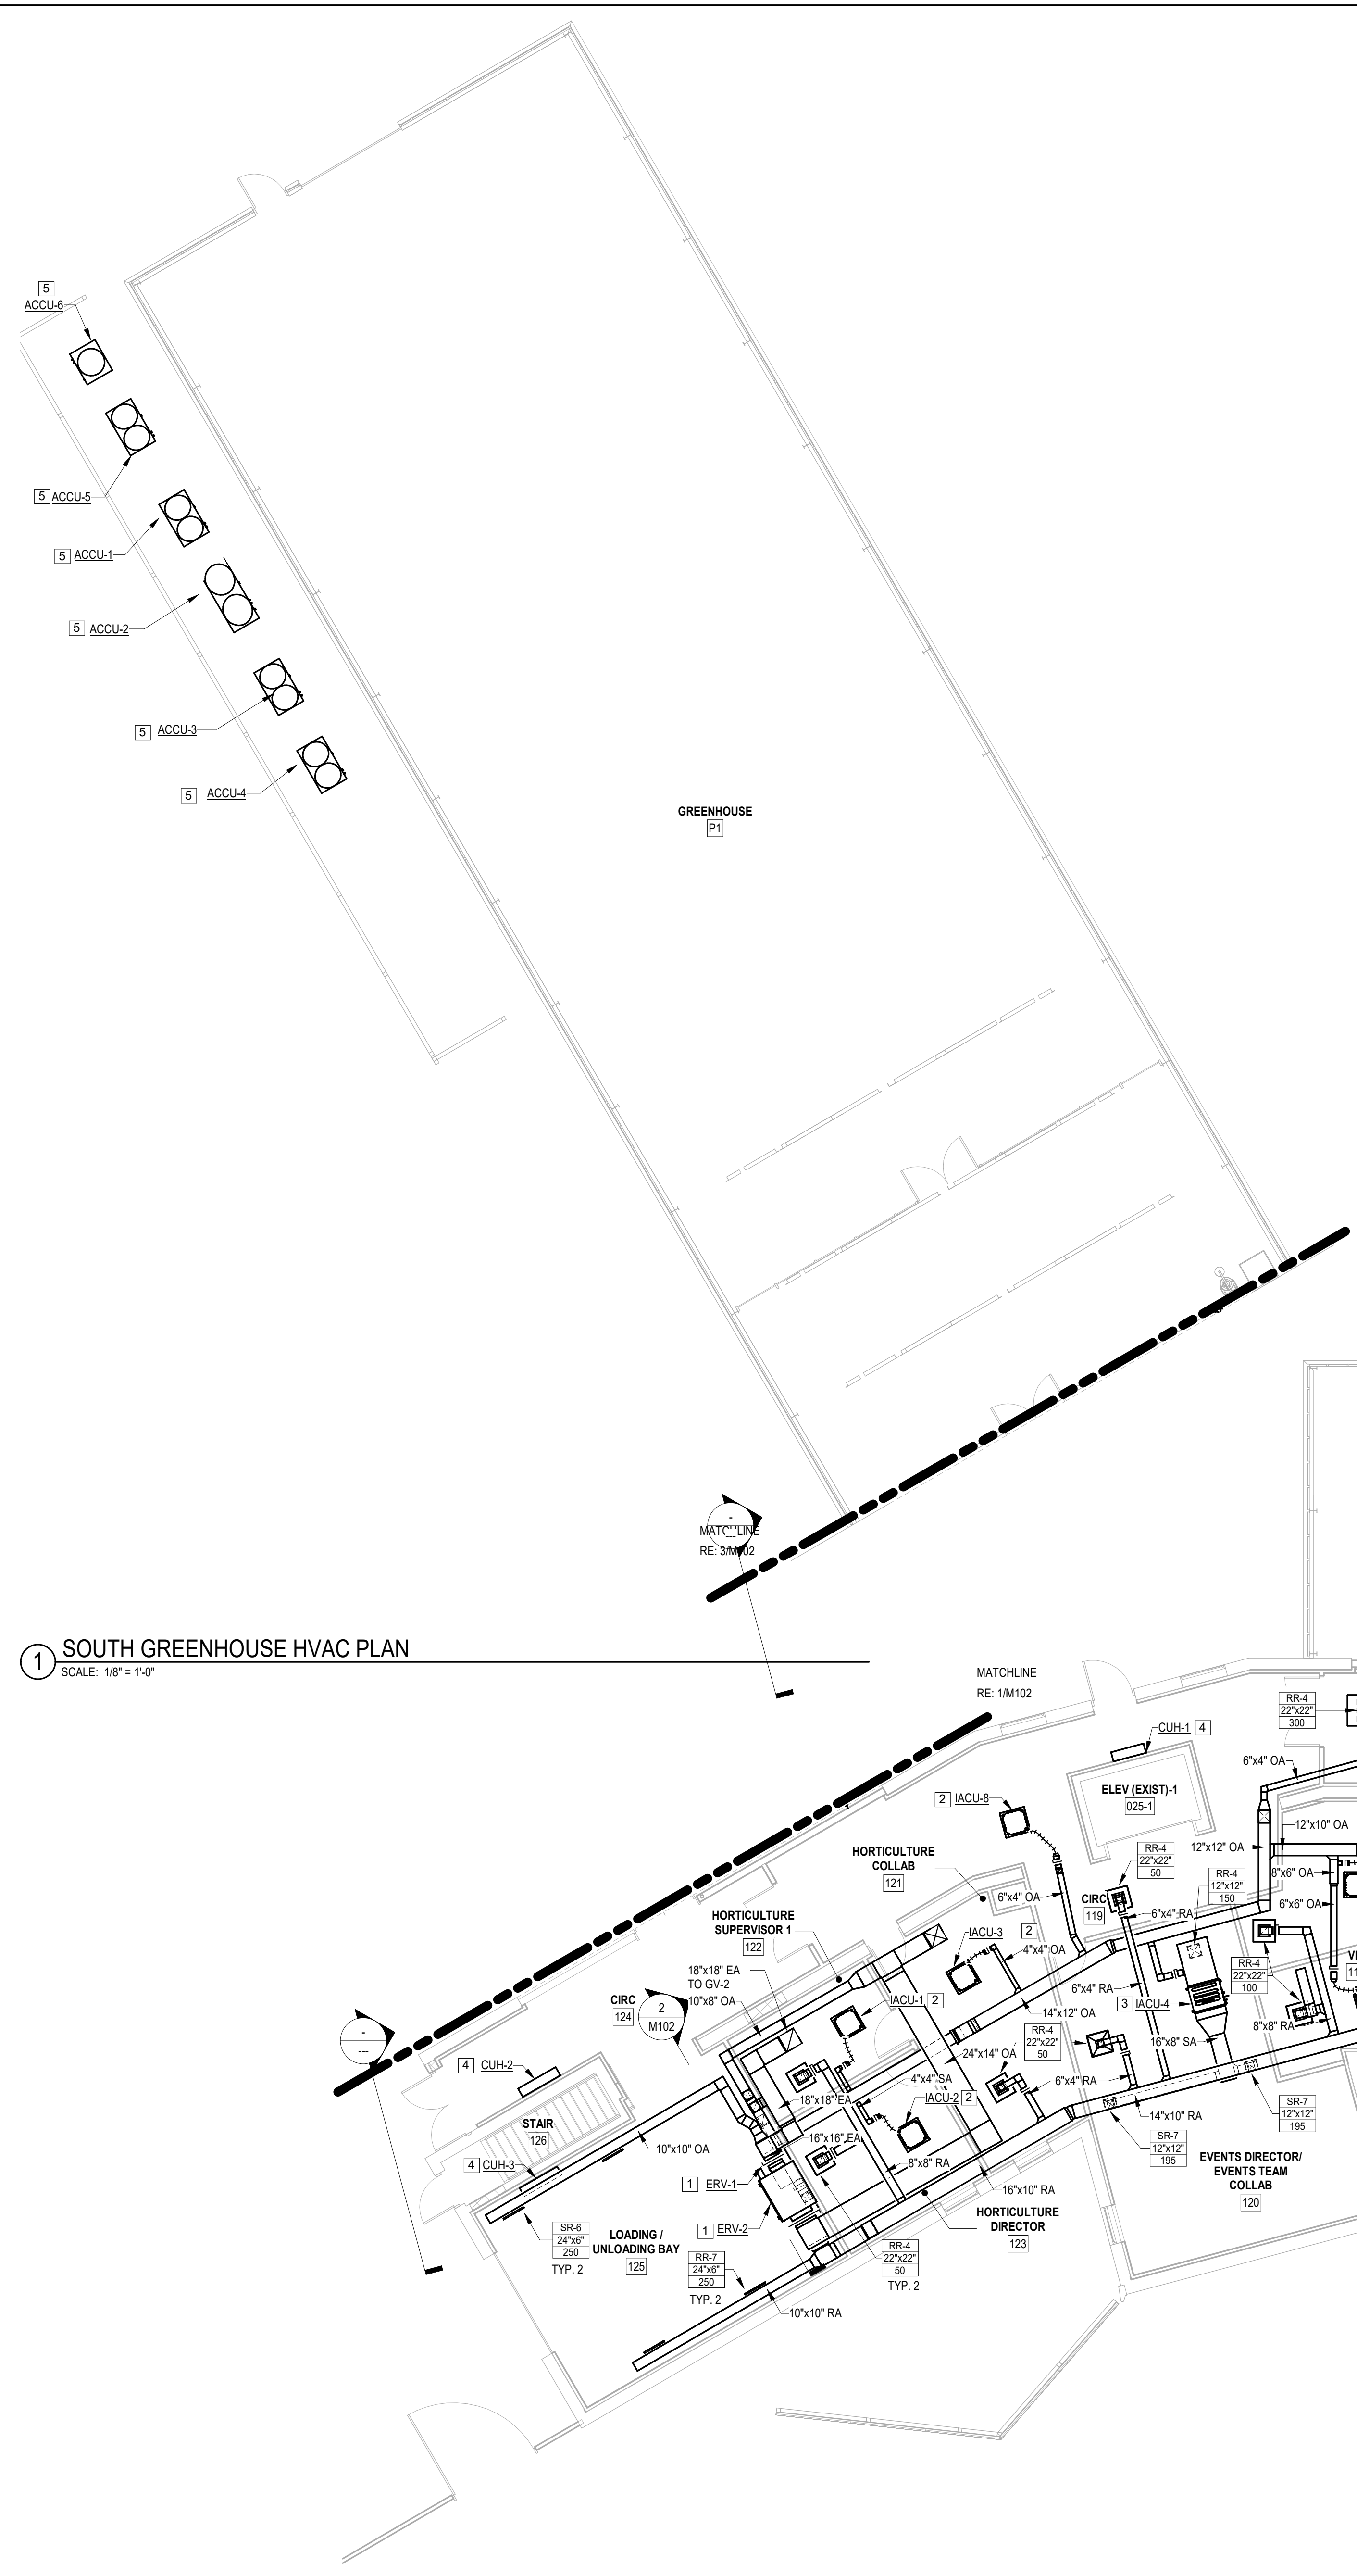 5
ACCU-6
5 ACCU-5
5 ACCU-1
5 ACCU-2
5 ACCU-3
5 ACCU-4
GREENHOUSE
P1
-
---
MATCHLINE
RE: 3/M102
1
SOUTH GREENHOUSE HVAC PLAN
SCALE: 1/8" = 1'-0"
MATCHLINE
RE: 1/M102
RR-4
22"x22"
300
CUH-1 4
6"x4" OA
ELEV (EXIST)-1
025-1
2 IACU-8
12"x10" OA
12"x12" OA
HORTICULTURE
COLLAB
121
RR-4
22"x22"
50
8"x6" OA
RR-4
12"x12"
150
6"x4" OA
CIRC
119
6"x4" RA
6"x6" OA
HORTICULTURE
SUPERVISOR 1
122
IACU-3
2
4"x4" OA
18"x18" EA
TO GV-2
10"x8" OA
CIRC
124
2
M102
IACU-1 2
14"x12" OA
6"x4" RA
3 IACU-4
RR-4
22"x22"
100
8"x8" RA
RR-4
22"x22"
50
24"x14" OA
16"x8" SA
-
---
4 CUH-2
4"x4" SA
6"x4" RA
IACU-2 2
18"x18" EA
STAIR
126
14"x10" RA
SR-7
12"x12"
195
16"x16" EA
SR-7
12"x12"
195
10"x10" OA
4 CUH-3
8"x8" RA
EVENTS DIRECTOR/
EVENTS TEAM
COLLAB
120
1 ERV-1
16"x10" RA
HORTICULTURE
DIRECTOR
123
1 ERV-2
SR-6
24"x6"
250
TYP. 2
LOADING /
UNLOADING BAY
125
RR-7
24"x6"
250
TYP. 2
RR-4
22"x22"
50
TYP. 2
10"x10" RA